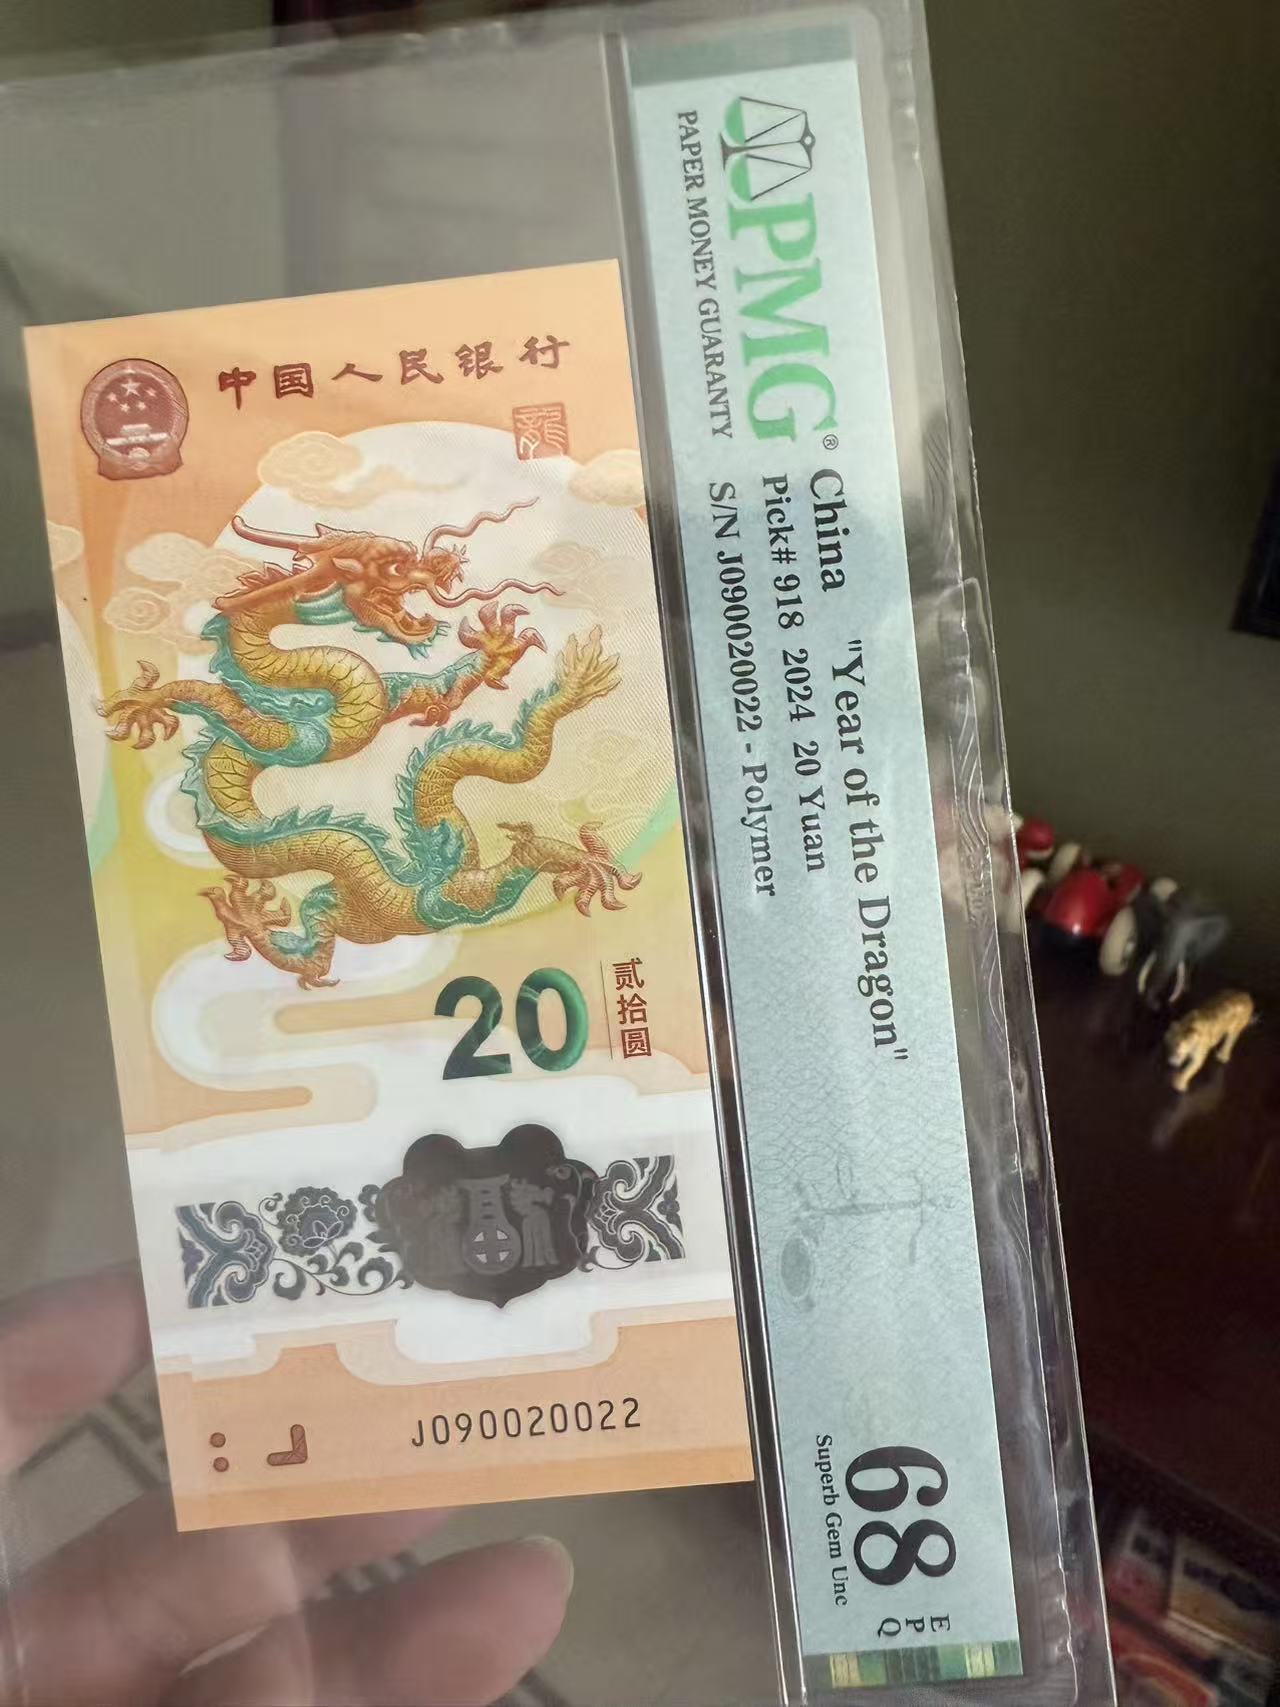 中国人民银行
龍
20
贰拾圆
J090020022
PMG®
PAPER MONEY GUARANTY
China "Year of the Dragon"
Pick# 918 2024 20 Yuan
S/N J090020022 - Polymer
68
Superb Gem Unc
EPQ